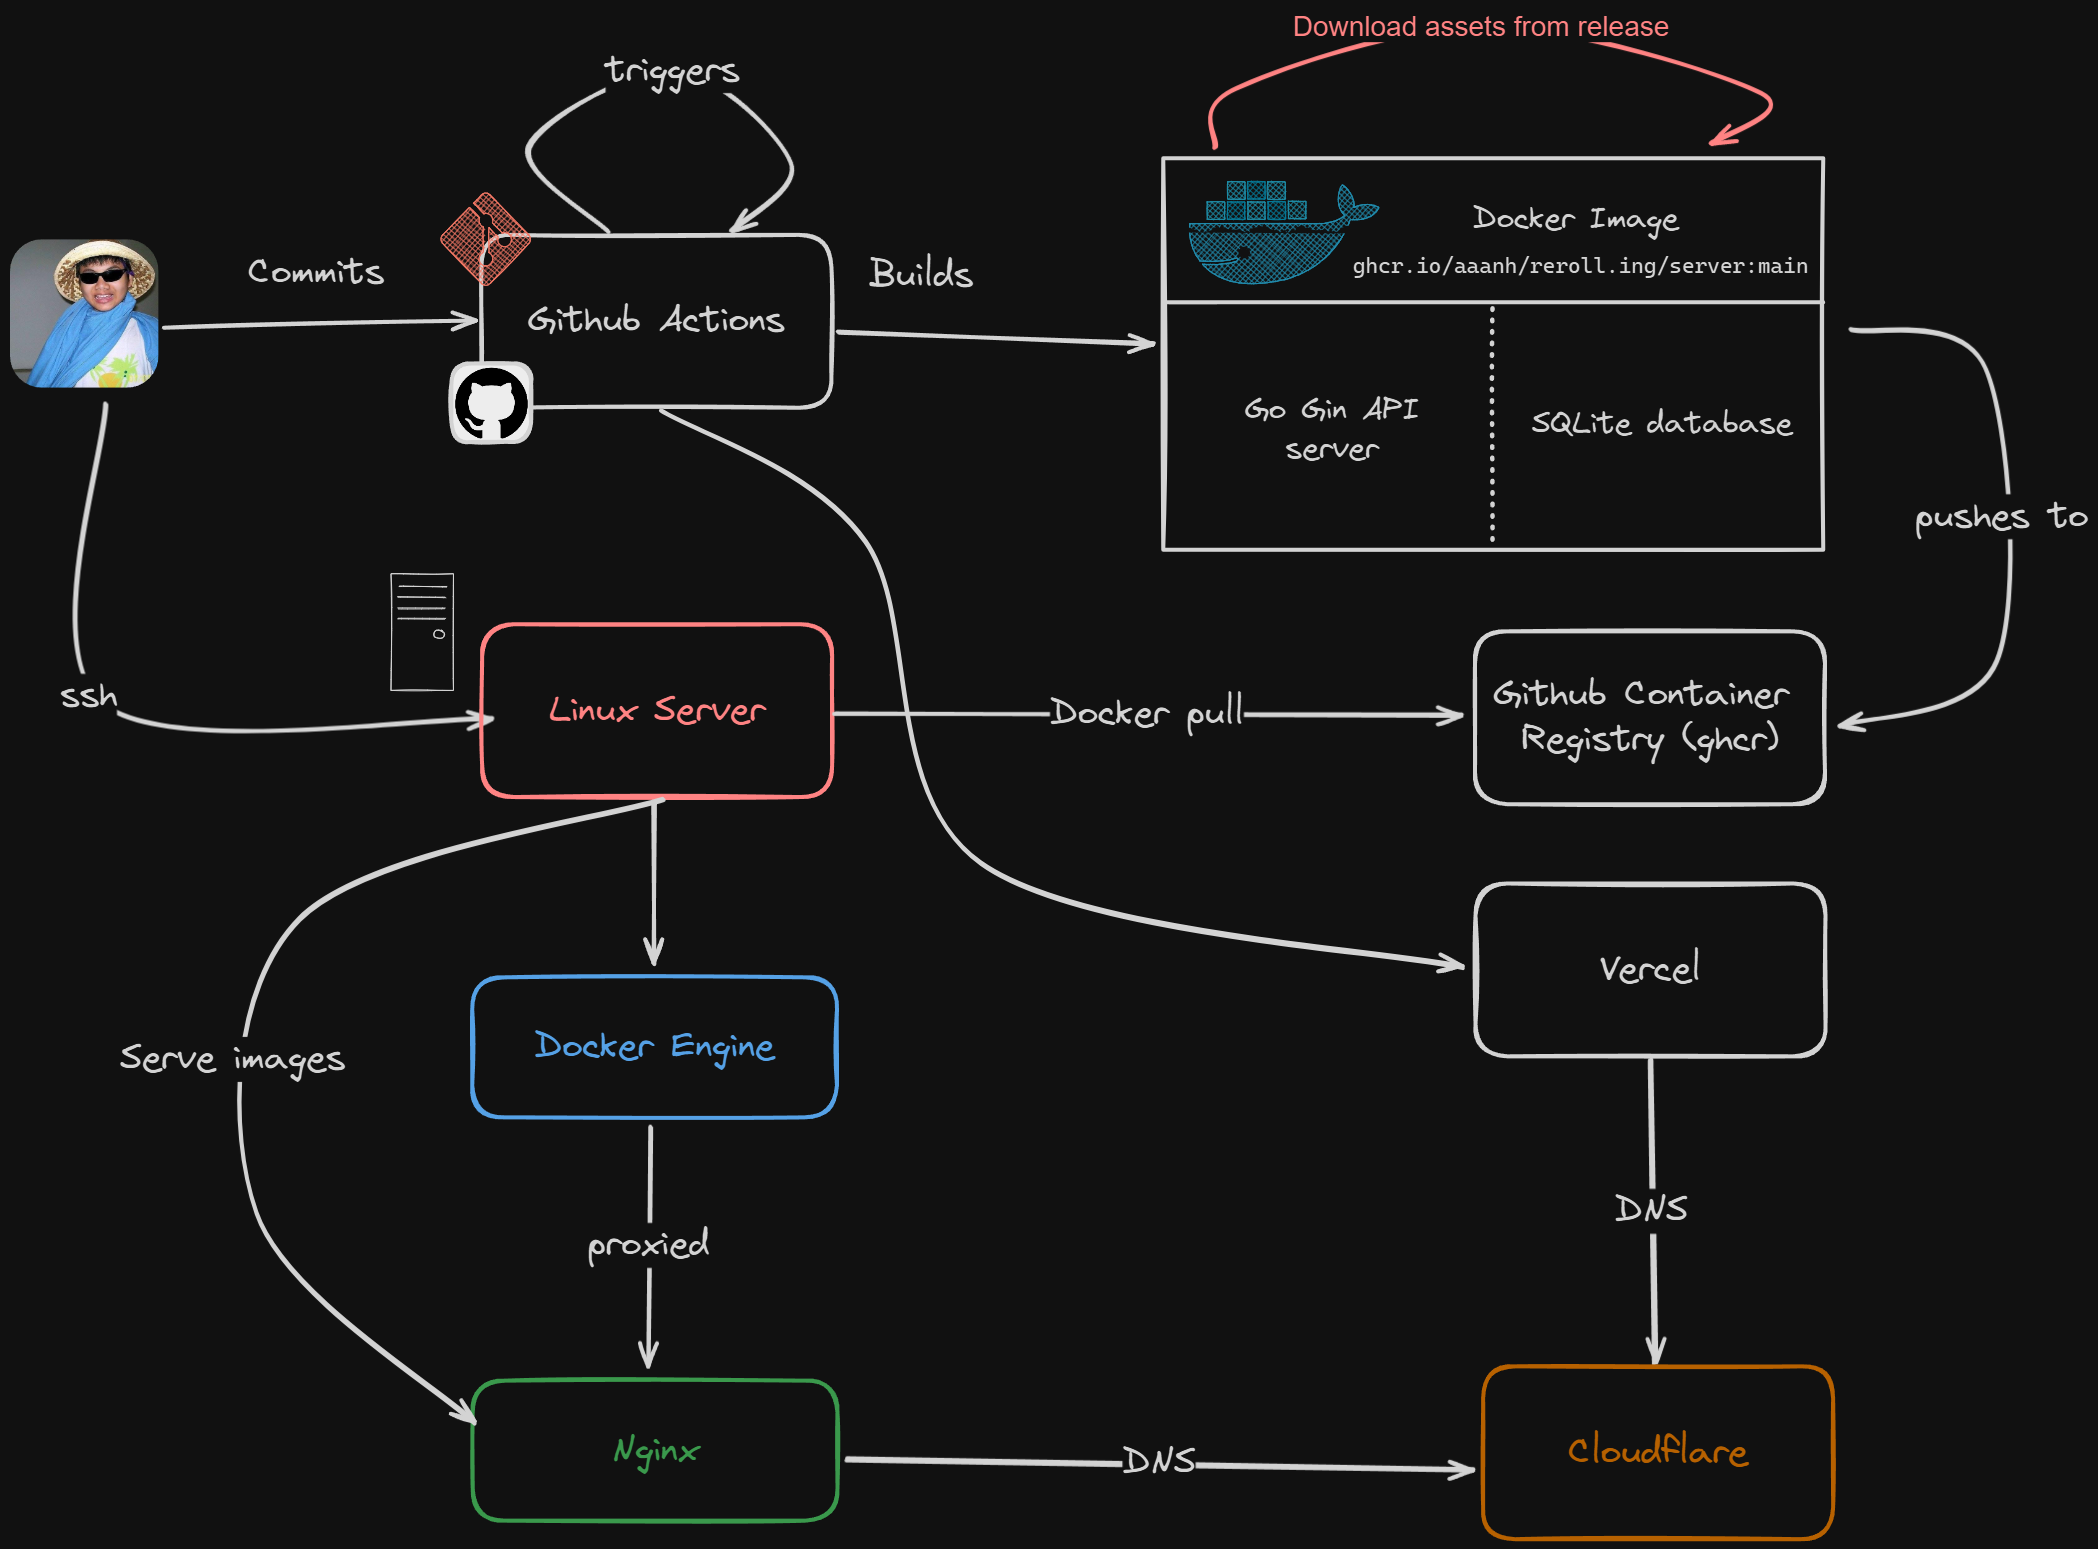 Download assets from release
triggers
Docker Image
ghcr.io/aaanh/reroll.ing/server:main
Commits
Builds
Github Actions
Go Gin API
server
SQLite database
pushes to
ssh
Linux Server
Docker pull
Github Container
Registry (ghcr)
Vercel
Serve images
Docker Engine
DNS
proxied
Nginx
DNS
Cloudflare